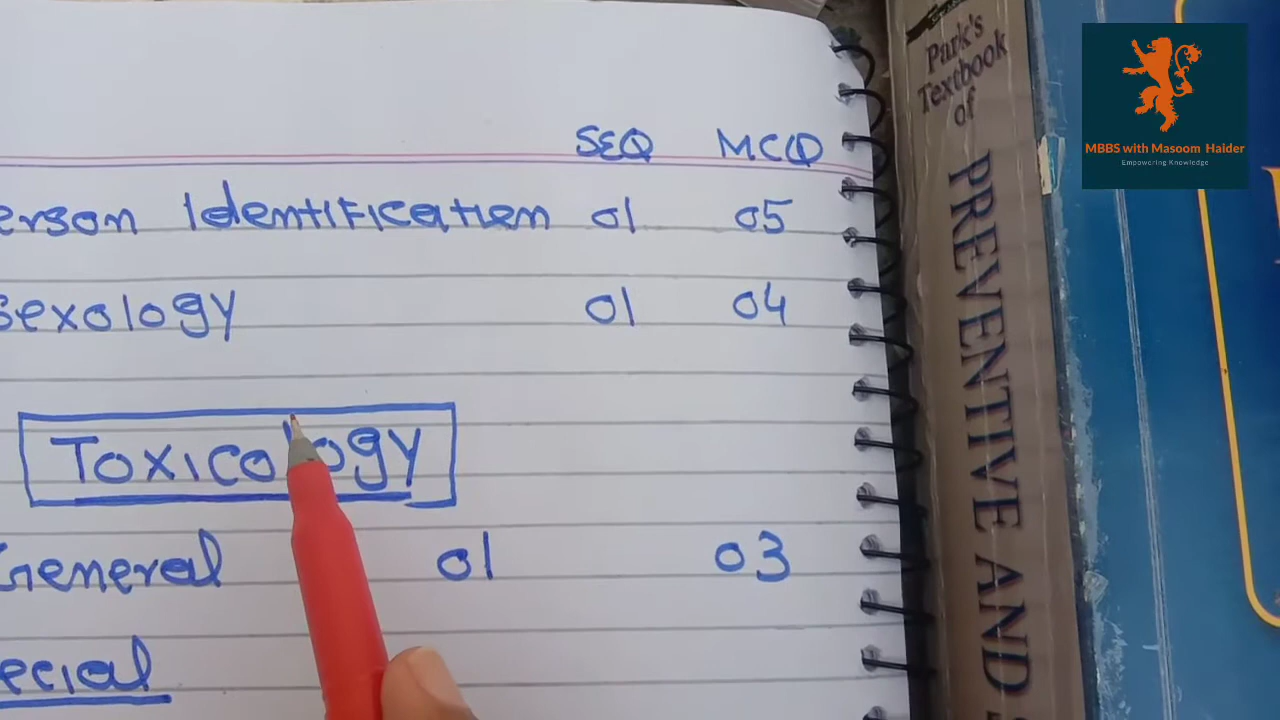 SEQ MCQ
erson Identification 01 05
sexology 01 04
Toxicology
General 01 03
ecial
Park's
Textbook
of
PREVENTIVE AND
MBBS with Masoom Haider
Empowering Knowledge